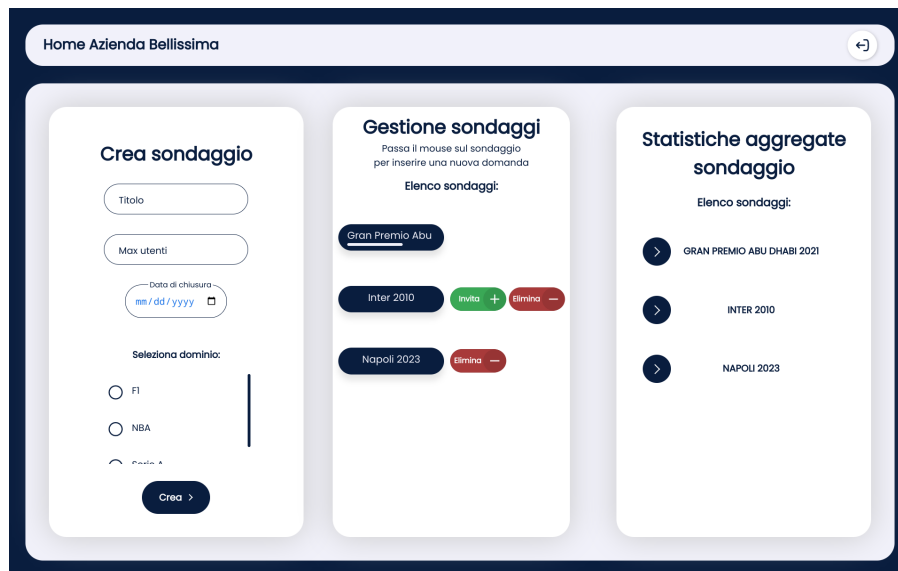 Home Azienda Bellissima
Crea sondaggio
Titolo
Max utenti
Data di chiusura
mm/dd/yyyy
Seleziona dominio:
F1
NBA
Serie A
Crea
Gestione sondaggi
Passa il mouse sul sondaggio
per inserire una nuova domanda
Elenco sondaggi:
Gran Premio Abu
Inter 2010
Invita
Elimina
Napoli 2023
Elimina
Statistiche aggregate
sondaggio
Elenco sondaggi:
GRAN PREMIO ABU DHABI 2021
INTER 2010
NAPOLI 2023